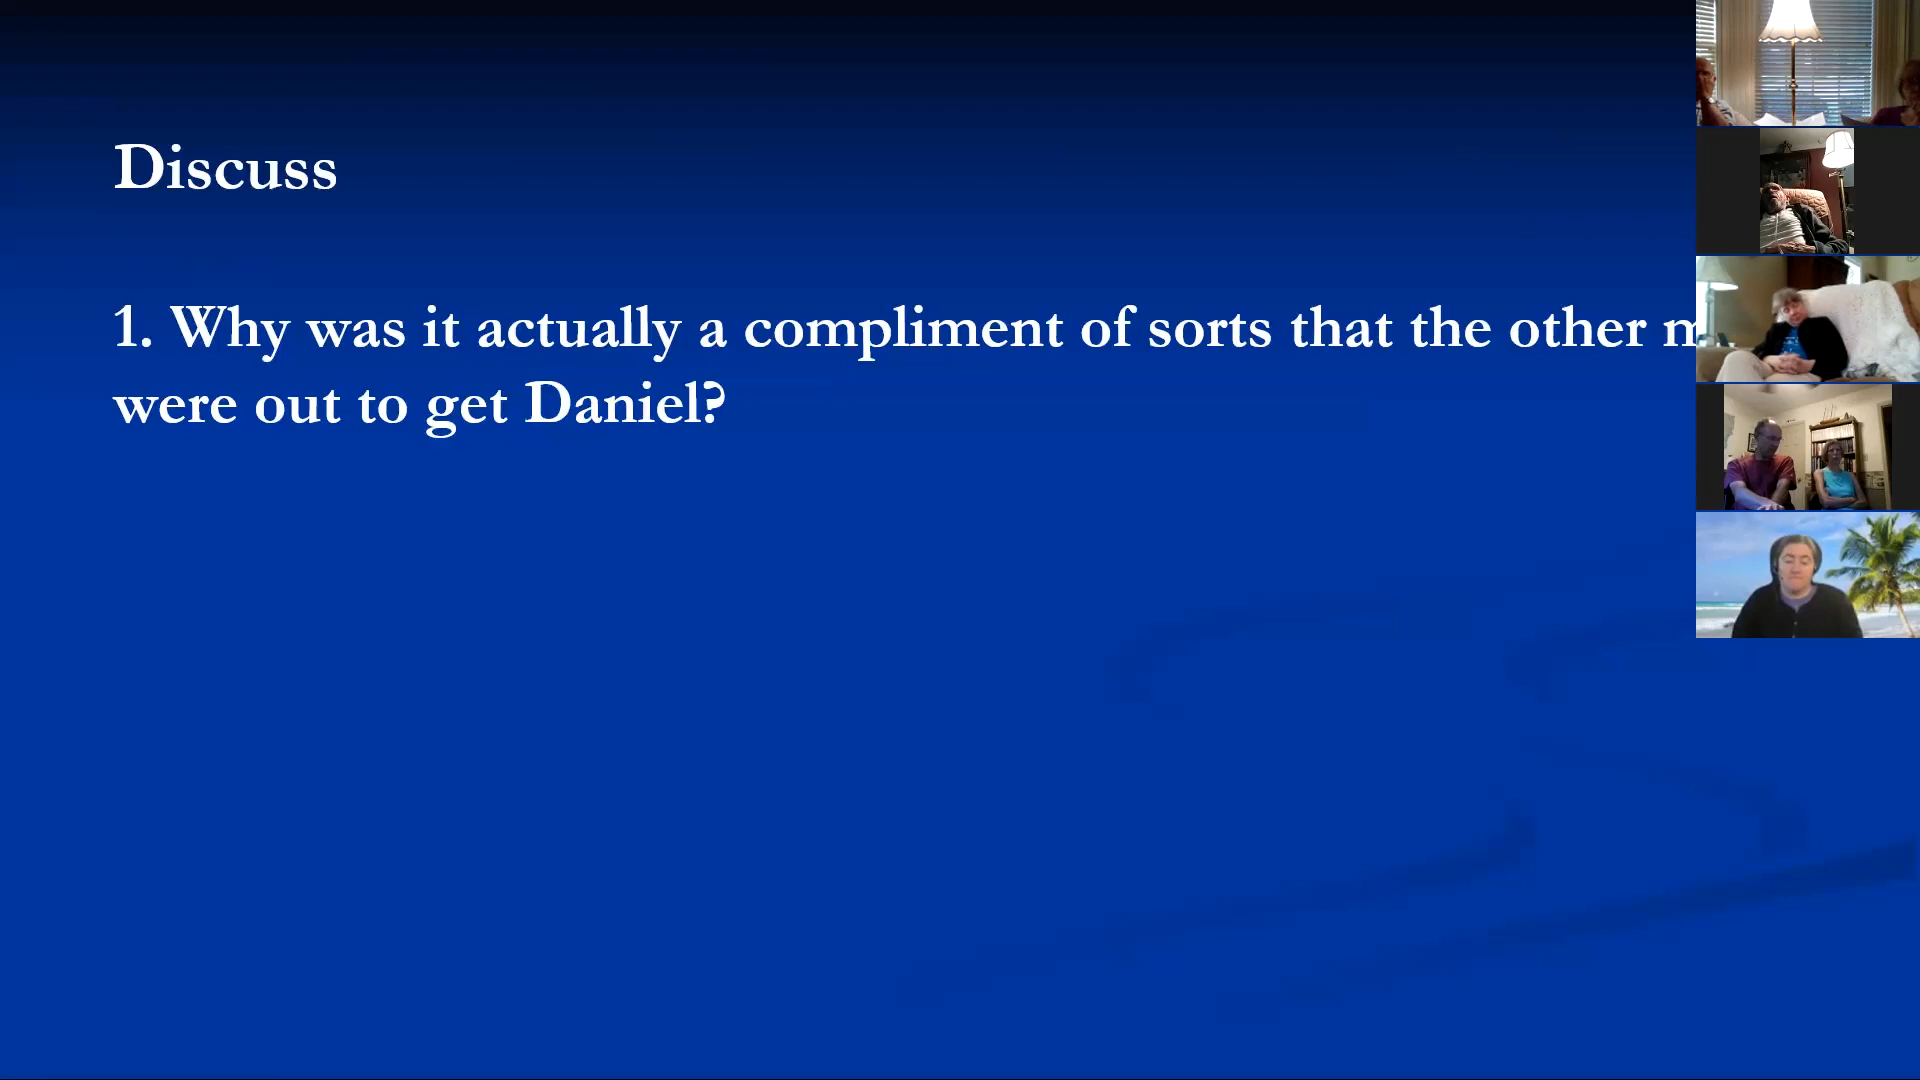 Discuss
1. Why was it actually a compliment of sorts that the other
were out to get Daniel?